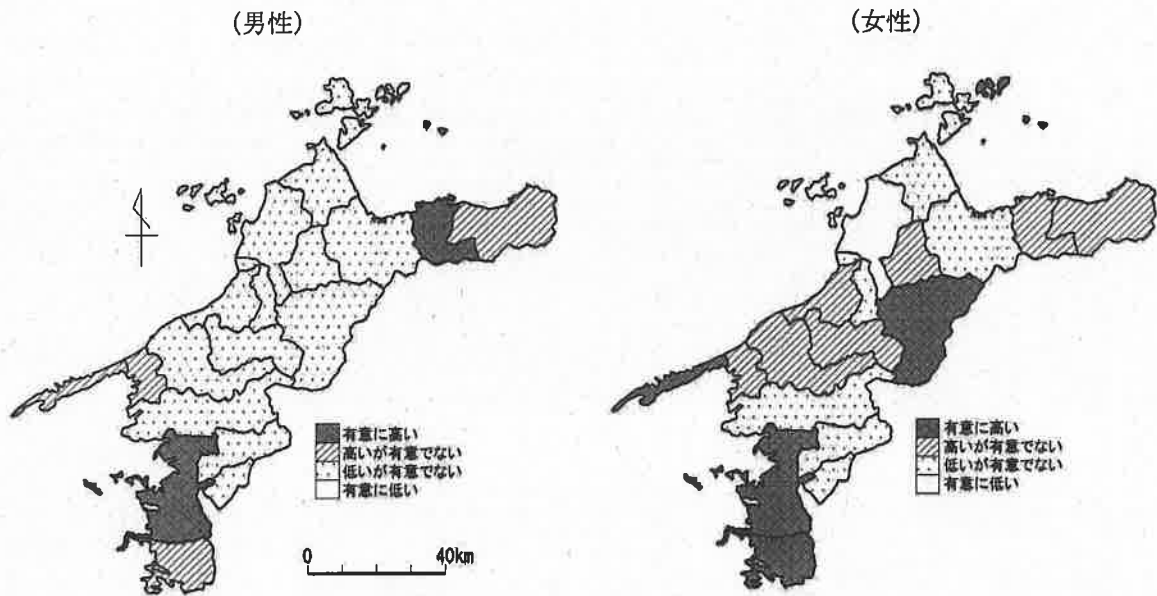 (男性)
(女性)
有意に高い
高いが有意でない
低いが有意でない
有意に低い
0 40km
有意に高い
高いが有意でない
低いが有意でない
有意に低い